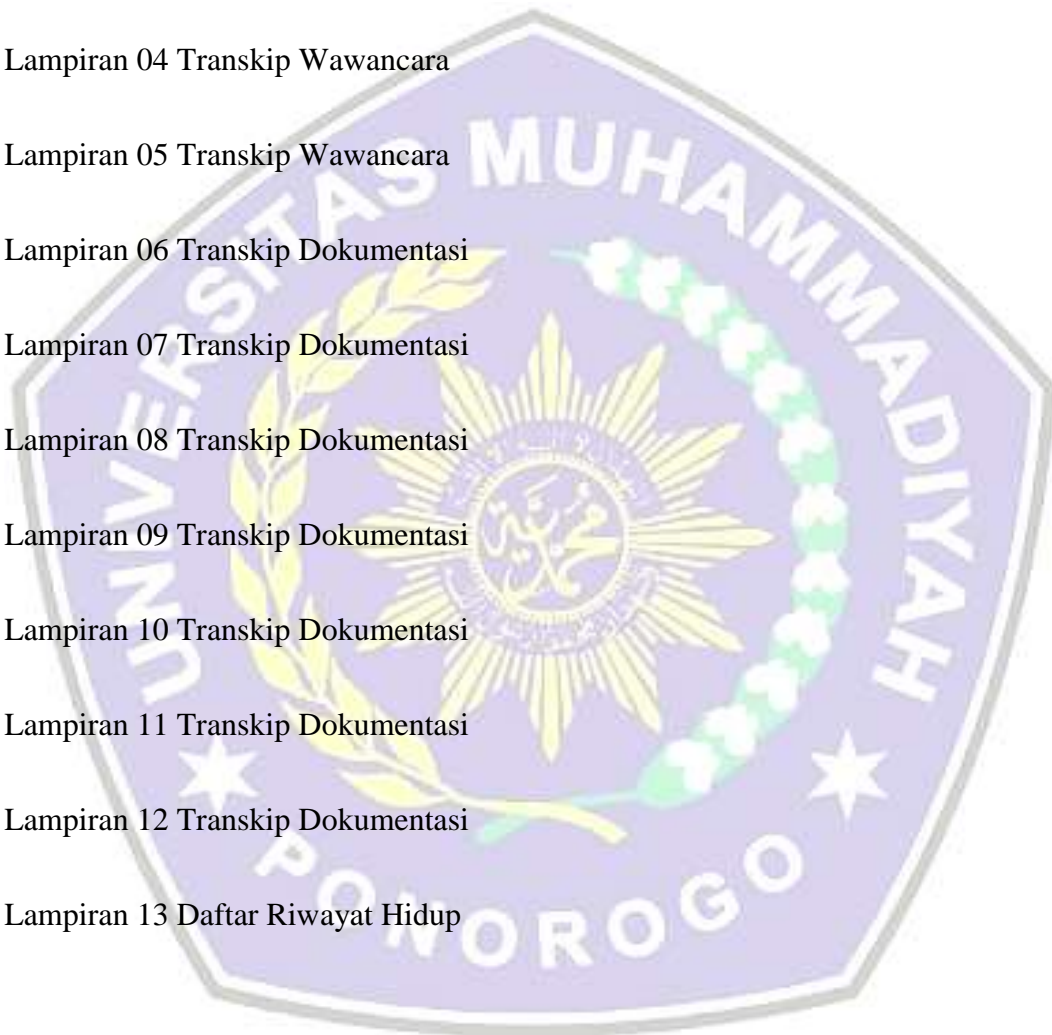 Lampiran 04 Transkip Wawancara
Lampiran 05 Transkip Wawancara
Lampiran 06 Transkip Dokumentasi
Lampiran 07 Transkip Dokumentasi
Lampiran 08 Transkip Dokumentasi
Lampiran 09 Transkip Dokumentasi
Lampiran 10 Transkip Dokumentasi
Lampiran 11 Transkip Dokumentasi
Lampiran 12 Transkip Dokumentasi
Lampiran 13 Daftar Riwayat Hidup
UNIVERSITAS MUHAMMADIYAH
PONOROGO